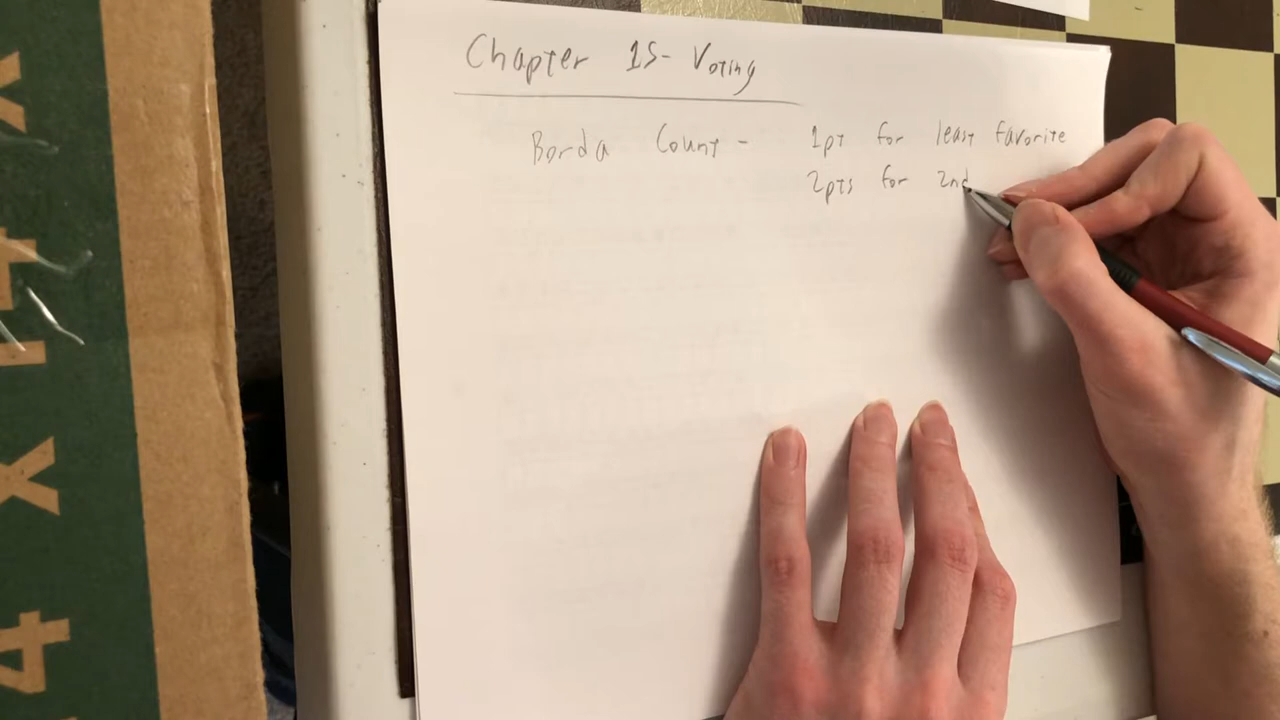 Chapter 15- Voting
Borda Count - 1pt for least favorite
2pts for 2nd